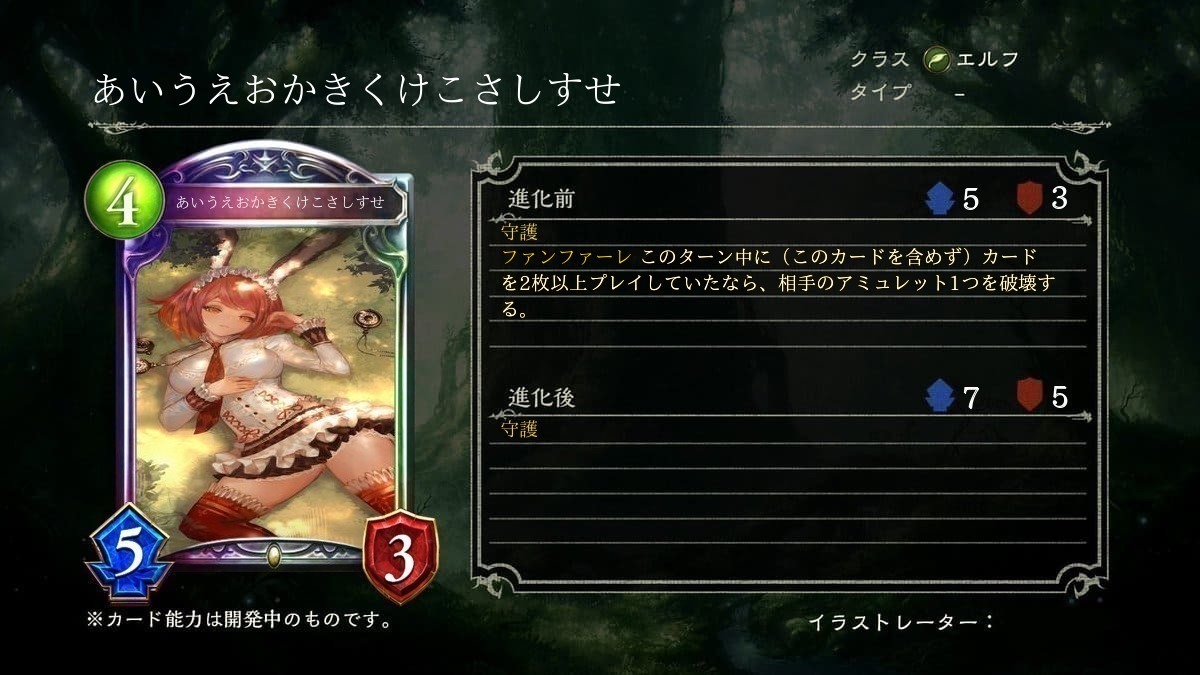 あいうえおかきくけこさしすせ
クラス エルフ
タイプ －
4
あいうえおかきくけこさしすせ
5
3
※カード能力は開発中のものです。
進化前 5 3
守護
ファンファーレ このターン中に（このカードを含めず）カード
を2枚以上プレイしていたなら、相手のアミュレット1つを破壊す
る。
進化後 7 5
守護
イラストレーター：